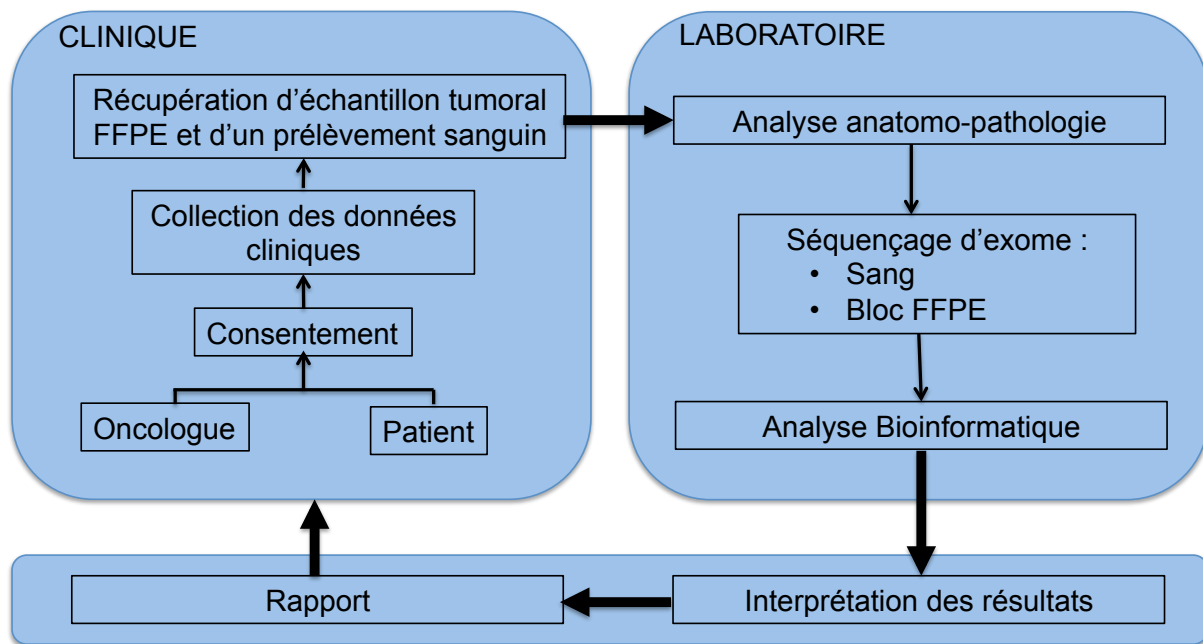 CLINIQUE
Récupération d'échantillon tumoral
FFPE et d'un prélèvement sanguin
Collection des données
cliniques
Consentement
Oncologue
Patient
LABORATOIRE
Analyse anatomo-pathologie
Séquençage d'exome :
• Sang
• Bloc FFPE
Analyse Bioinformatique
Interprétation des résultats
Rapport